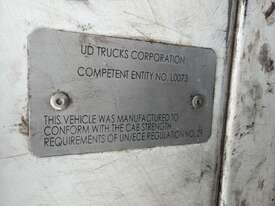 UD TRUCKS CORPORATION
COMPETENT ENTITY NO. L0073
THIS VEHICLE WAS MANUFACTURED TO
CONFORM WITH THE CAB STRENGTH
REQUIREMENTS OF UN/ECE REGULATION NO. 29